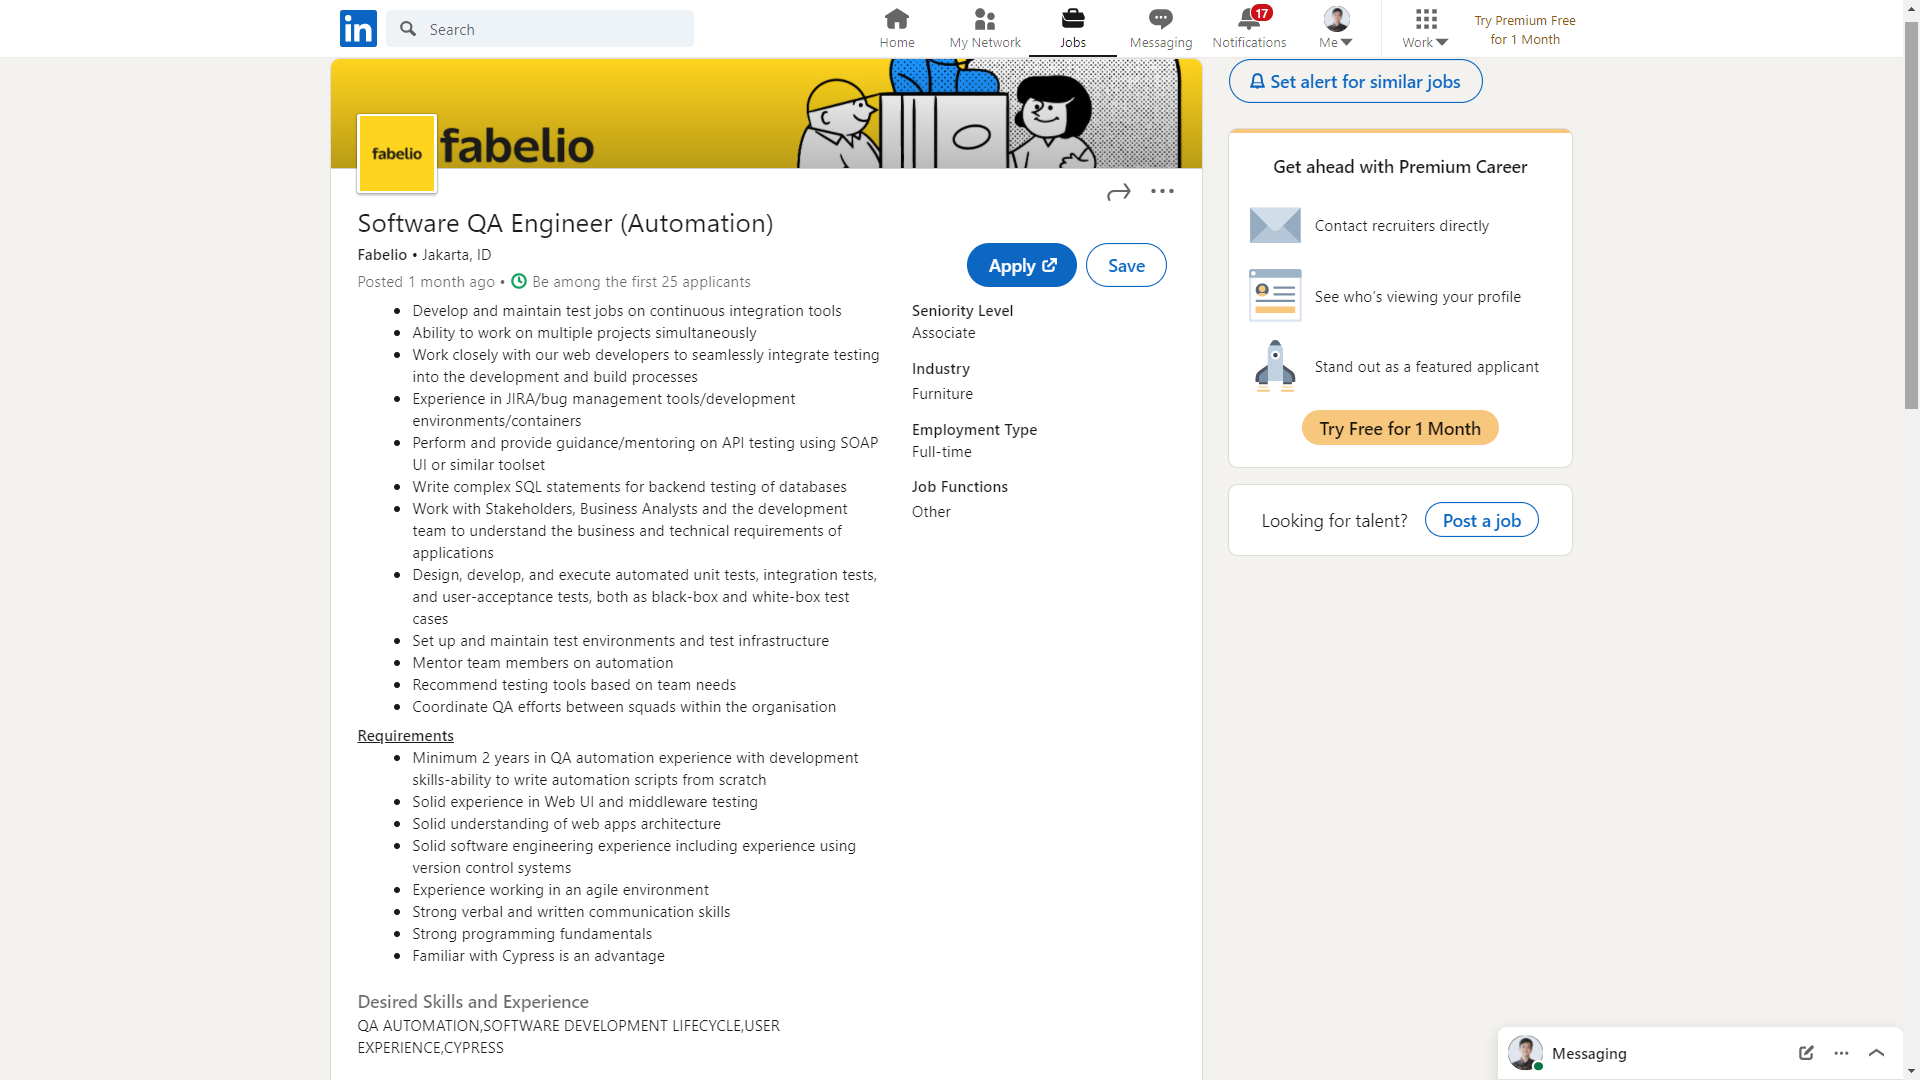 in
Search
Home
My Network
Jobs
Messaging
17
Notifications
Me
Work
Try Premium Free
for 1 Month
fabelio
fabelio
Software QA Engineer (Automation)
Fabelio • Jakarta, ID
Posted 1 month ago • Be among the first 25 applicants
Apply
Save
• Develop and maintain test jobs on continuous integration tools
• Ability to work on multiple projects simultaneously
• Work closely with our web developers to seamlessly integrate testing
into the development and build processes
• Experience in JIRA/bug management tools/development
environments/containers
• Perform and provide guidance/mentoring on API testing using SOAP
UI or similar toolset
• Write complex SQL statements for backend testing of databases
• Work with Stakeholders, Business Analysts and the development
team to understand the business and technical requirements of
applications
• Design, develop, and execute automated unit tests, integration tests,
and user-acceptance tests, both as black-box and white-box test
cases
• Set up and maintain test environments and test infrastructure
• Mentor team members on automation
• Recommend testing tools based on team needs
• Coordinate QA efforts between squads within the organisation
Requirements
• Minimum 2 years in QA automation experience with development
skills-ability to write automation scripts from scratch
• Solid experience in Web UI and middleware testing
• Solid understanding of web apps architecture
• Solid software engineering experience including experience using
version control systems
• Experience working in an agile environment
• Strong verbal and written communication skills
• Strong programming fundamentals
• Familiar with Cypress is an advantage
Desired Skills and Experience
QA AUTOMATION,SOFTWARE DEVELOPMENT LIFECYCLE,USER
EXPERIENCE,CYPRESS
Seniority Level
Associate
Industry
Furniture
Employment Type
Full-time
Job Functions
Other
Set alert for similar jobs
Get ahead with Premium Career
Contact recruiters directly
See who's viewing your profile
Stand out as a featured applicant
Try Free for 1 Month
Looking for talent?
Post a job
Messaging